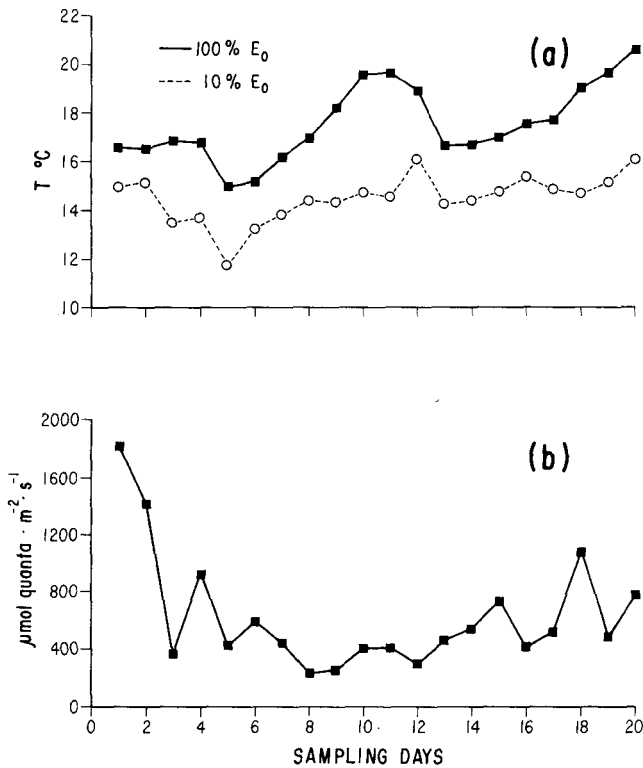 (a)
100% E₀
10% E₀
T °C
22
20
18
16
14
12
10
(b)
μmol quanta · m⁻² · s⁻¹
2000
1600
1200
800
400
0
0 2 4 6 8 10 12 14 16 18 20
SAMPLING DAYS